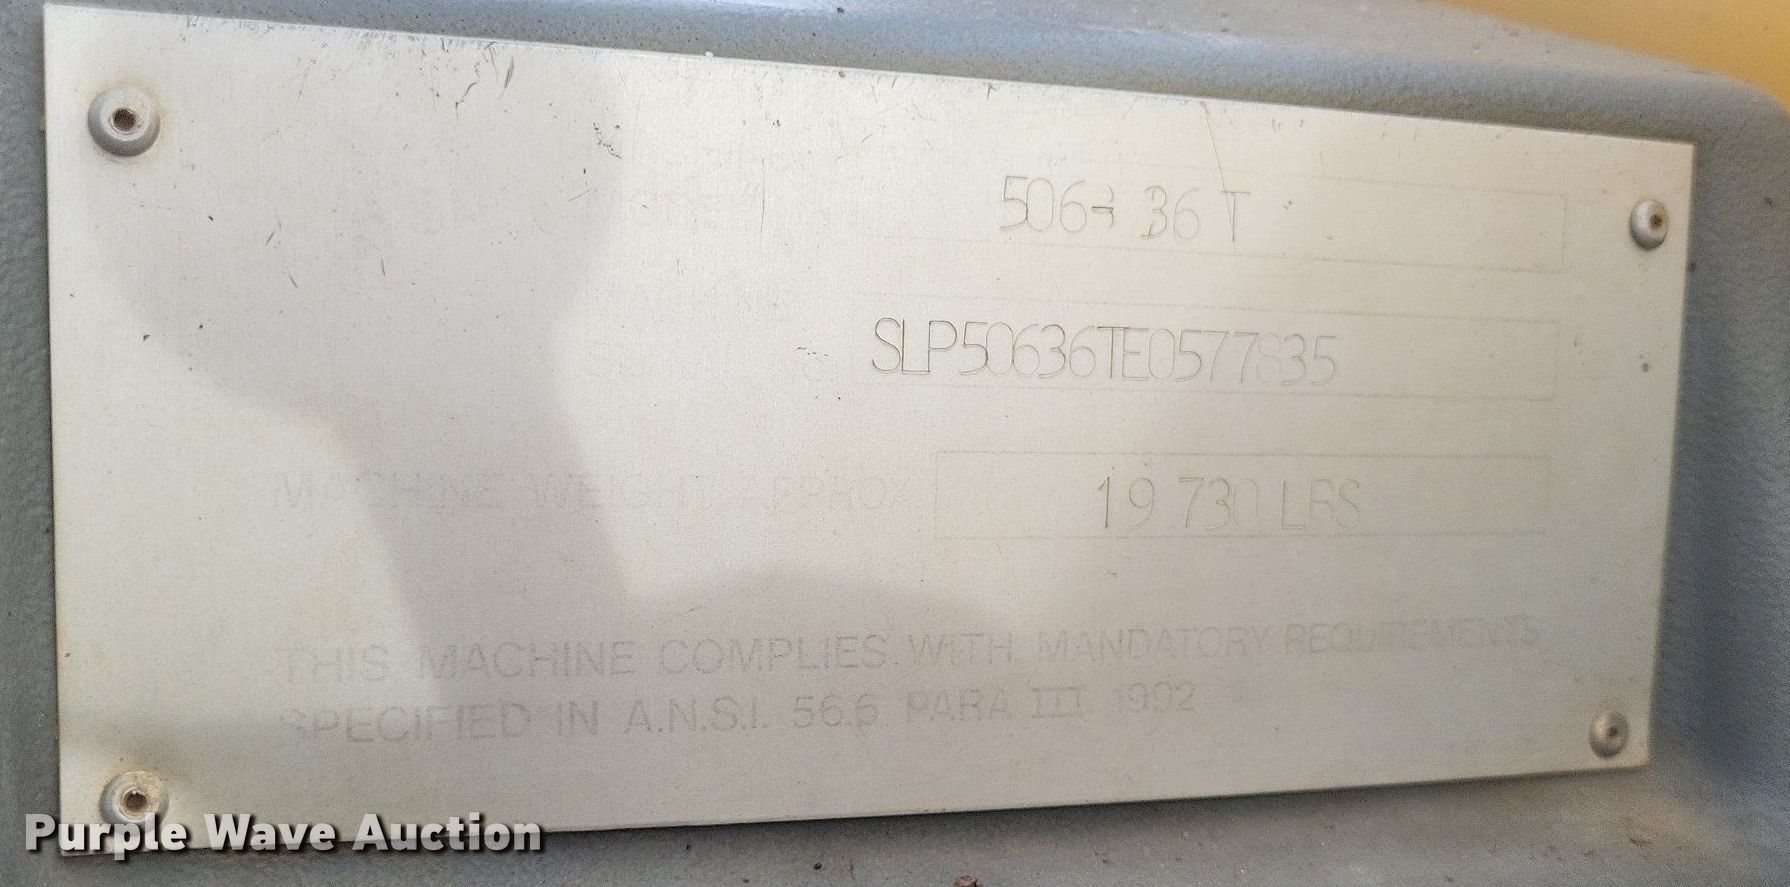 506- 36 T
SLP50636TE0577835
MACHINE WEIGHT APPROX
19 730 LBS
THIS MACHINE COMPLIES WITH MANDATORY REQUIREMENTS
SPECIFIED IN A.N.S.I. 56.6 PARA III 1992
Purple Wave Auction